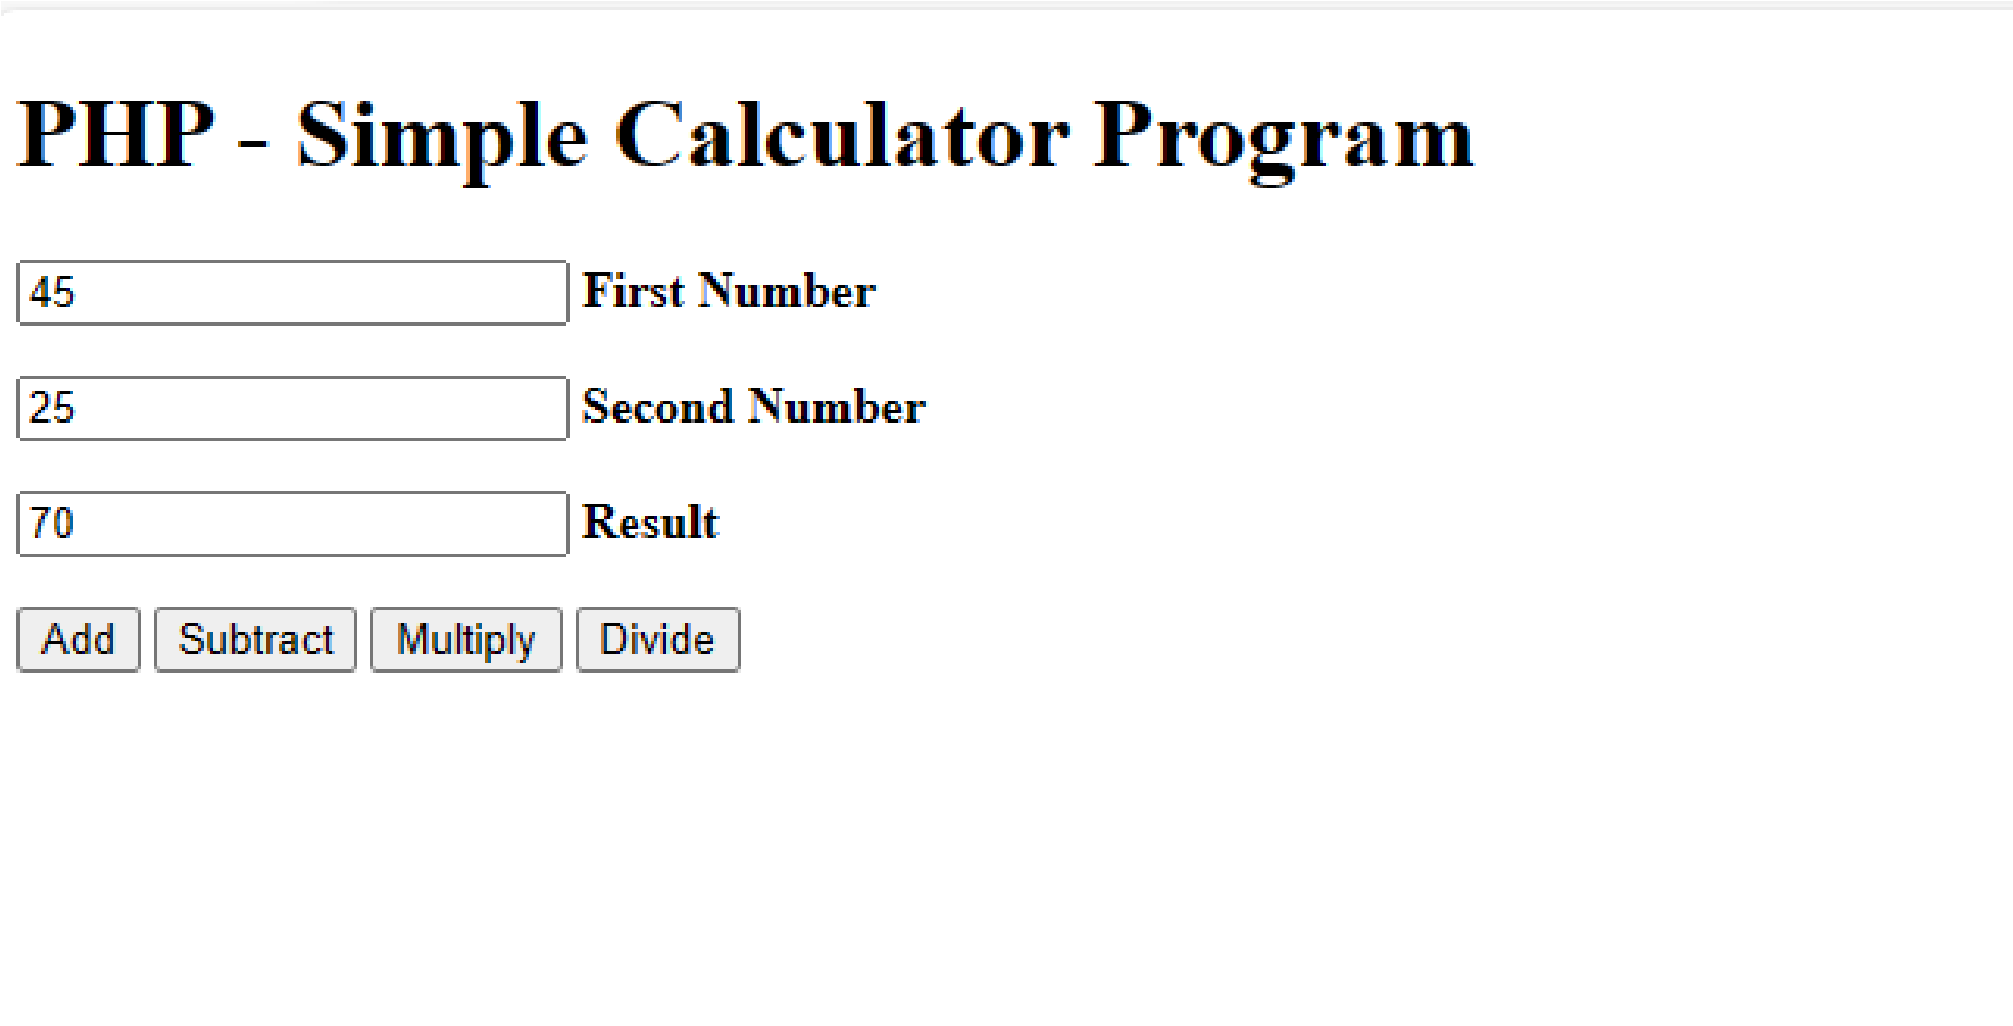 PHP - Simple Calculator Program
45 First Number
25 Second Number
70 Result
Add Subtract Multiply Divide